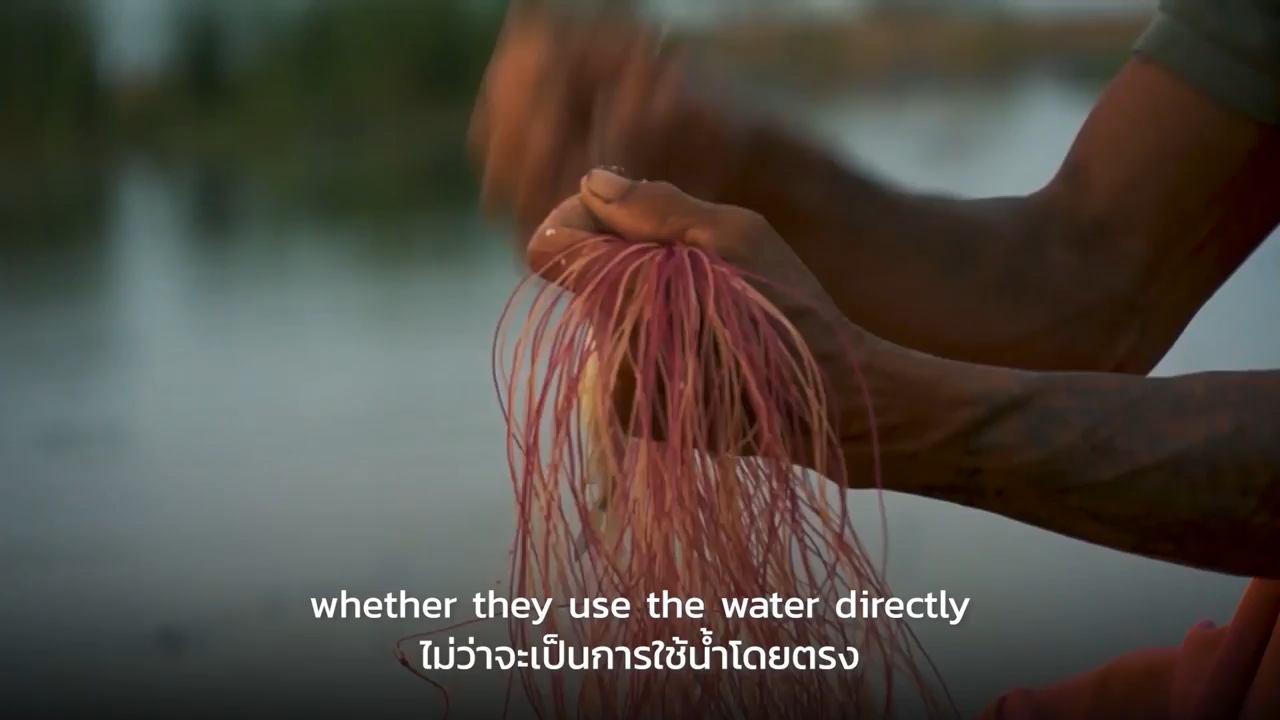 whether they use the water directly
ไม่ว่าจะเป็นการใช้น้ำโดยตรง